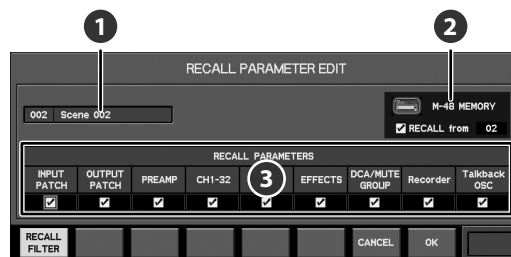 1
2
RECALL PARAMETER EDIT
002 Scene 002
M-48 MEMORY
RECALL from 02
RECALL PARAMETERS
INPUT PATCH
OUTPUT PATCH
PREAMP
CH1-32
3
EFFECTS
DCA/MUTE GROUP
Recorder
Talkback OSC
RECALL FILTER
CANCEL
OK